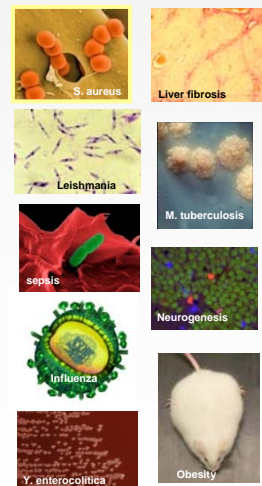 S. aureus
Liver fibrosis
Leishmania
M. tuberculosis
sepsis
Neurogenesis
Influenza
Y. enterocolitica
Obesity